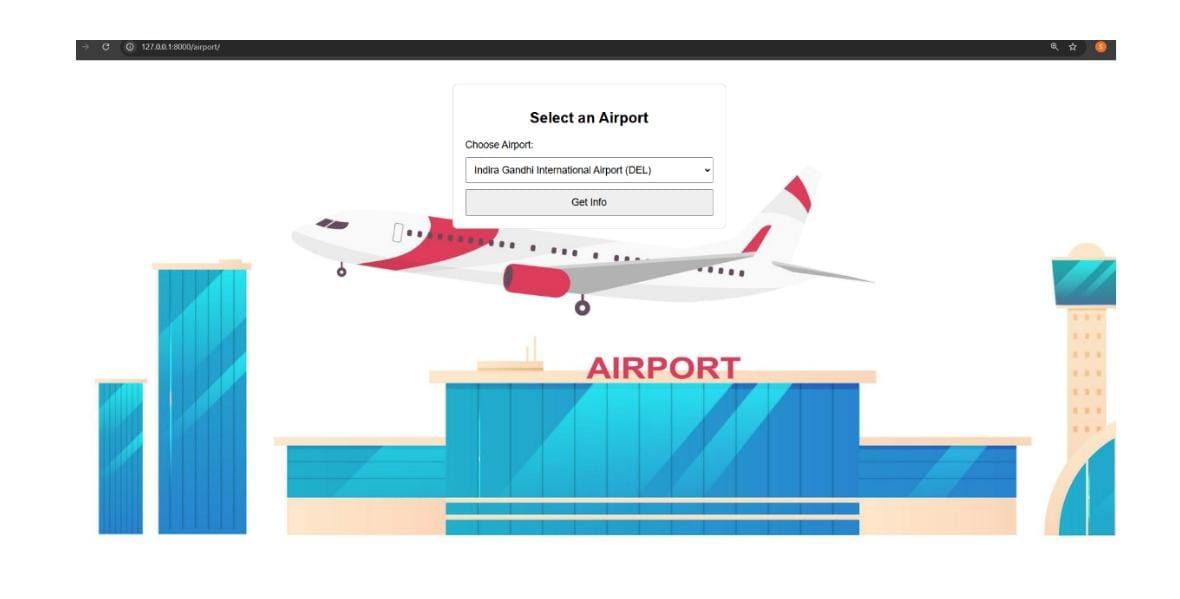 127.0.0.1:8000/airport/
S
Select an Airport
Choose Airport:
Indira Gandhi International Airport (DEL)
Get Info
AIRPORT